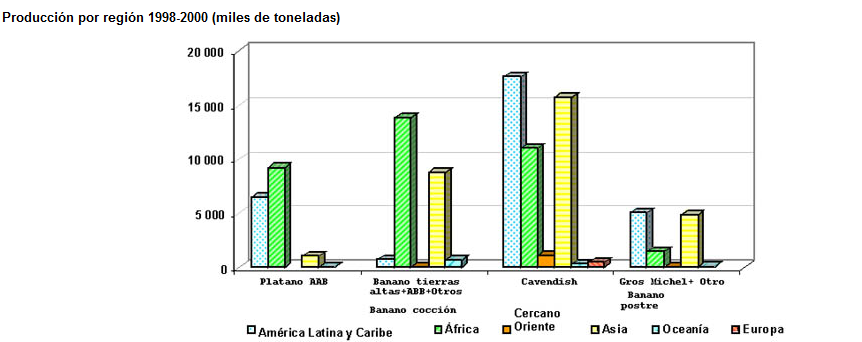 Producción por región 1998-2000 (miles de toneladas)
20 000
15 000
10 000
5 000
0
Platano AAB
Banano tierras
altas+ABB+Otros
Banano cocción
Cavendish
Gros Michel+ Otro
Banano
postre
América Latina y Caribe
África
Cercano
Oriente
Asia
Oceanía
Europa